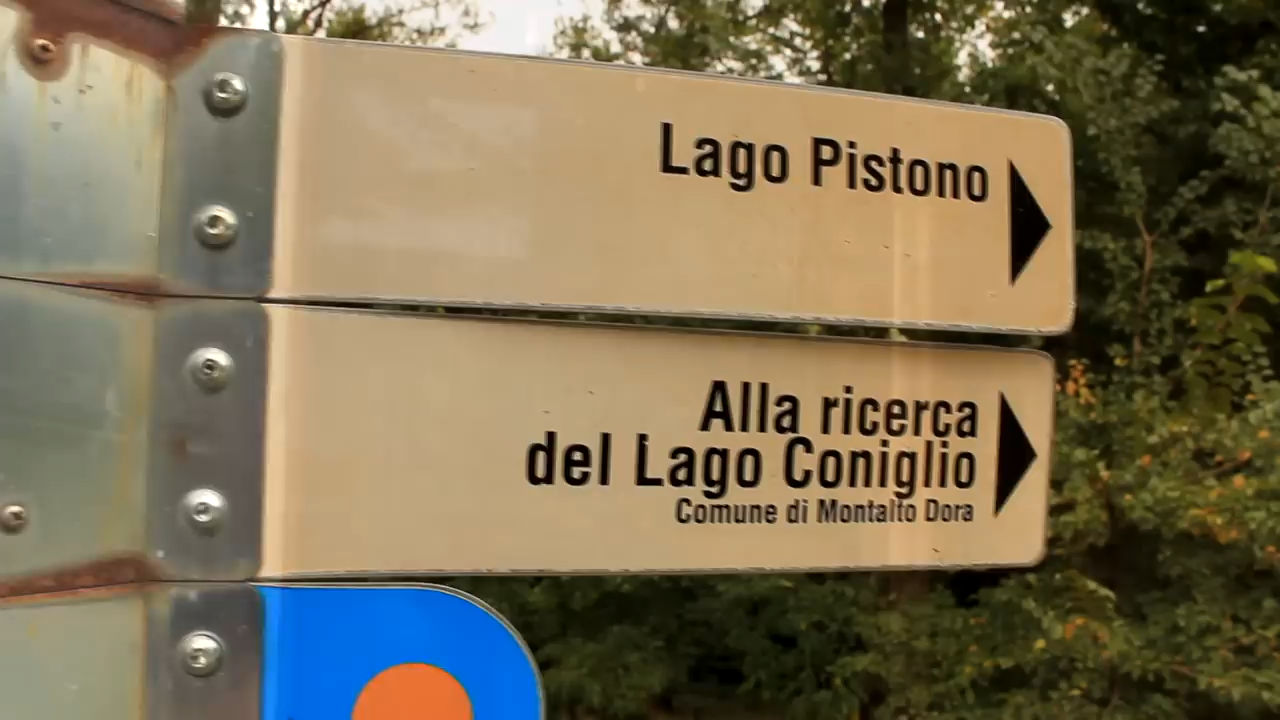 Lago Pistono
Alla ricerca
del Lago Coniglio
Comune di Montalto Dora